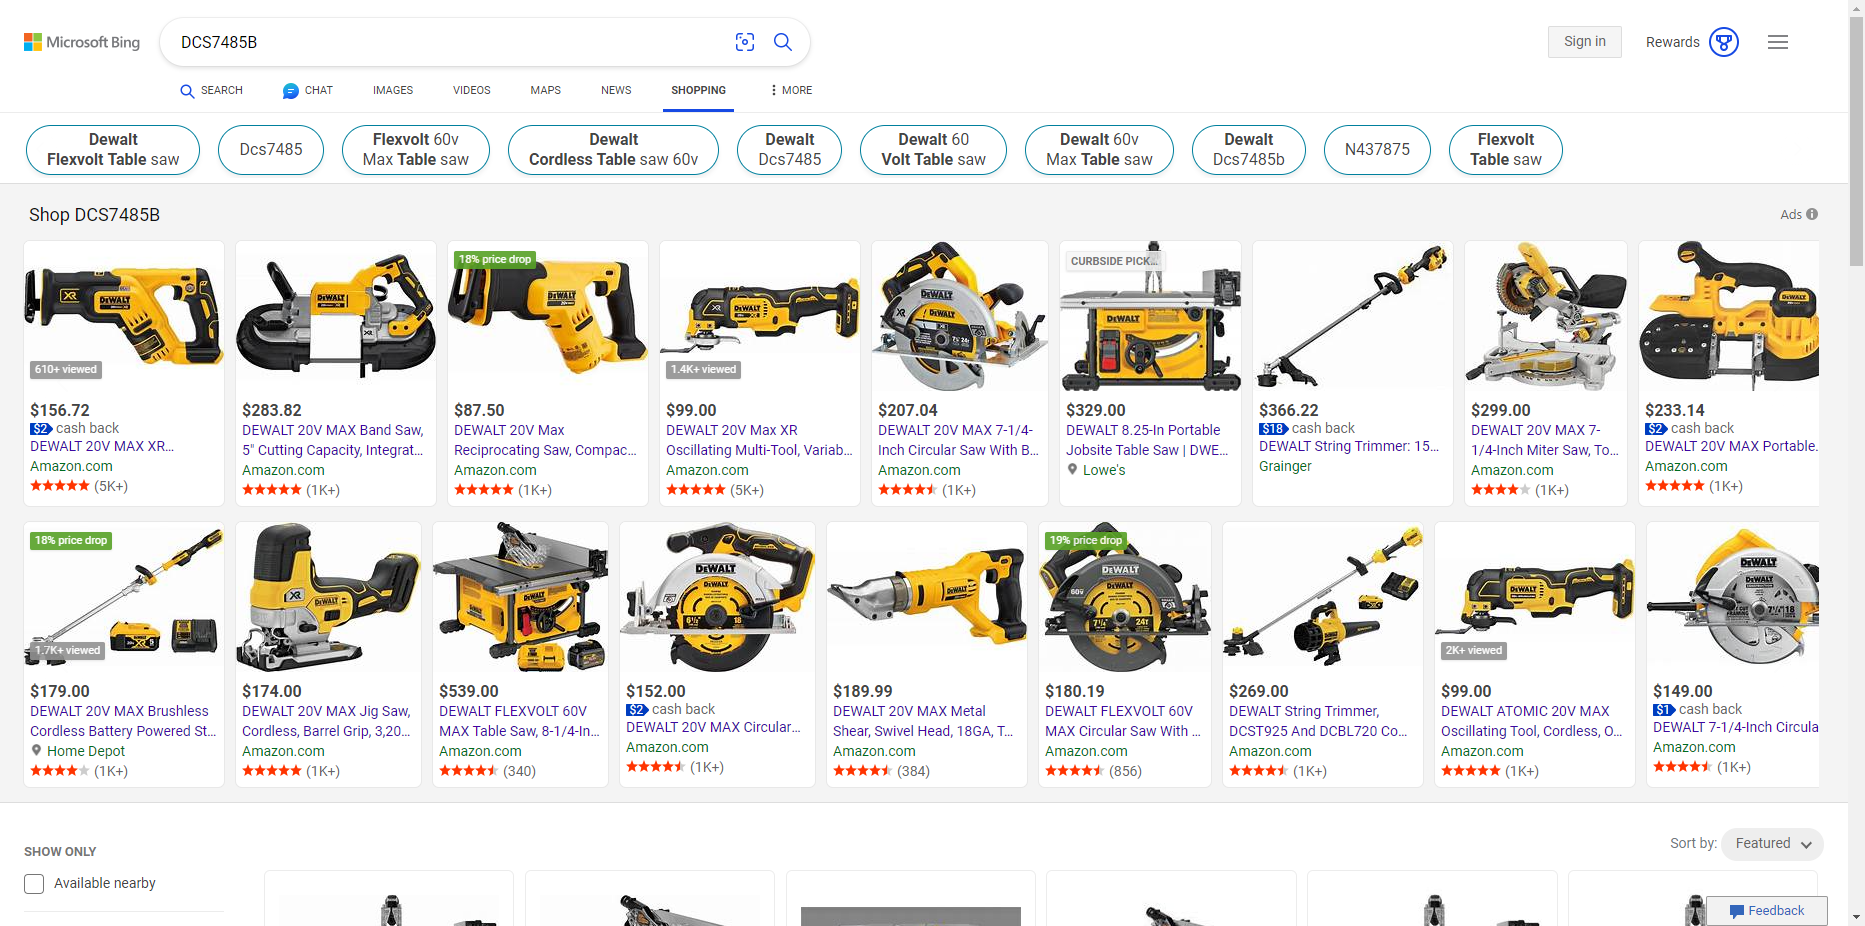 Microsoft Bing
DCS7485B
Sign in
Rewards
SEARCH
CHAT
IMAGES
VIDEOS
MAPS
NEWS
SHOPPING
MORE
Dewalt
Flexvolt Table saw
Dcs7485
Flexvolt 60v
Max Table saw
Dewalt
Cordless Table saw 60v
Dewalt
Dcs7485
Dewalt 60
Volt Table saw
Dewalt 60v
Max Table saw
Dewalt
Dcs7485b
N437875
Flexvolt
Table saw
Shop DCS7485B
Ads
610+ viewed
$156.72
$2 cash back
DEWALT 20V MAX XR...
Amazon.com
(5K+)
$283.82
DEWALT 20V MAX Band Saw,
5" Cutting Capacity, Integrat...
Amazon.com
(1K+)
18% price drop
$87.50
DEWALT 20V Max
Reciprocating Saw, Compac...
Amazon.com
(1K+)
1.4K+ viewed
$99.00
DEWALT 20V Max XR
Oscillating Multi-Tool, Variab...
Amazon.com
(5K+)
$207.04
DEWALT 20V MAX 7-1/4-
Inch Circular Saw With B...
Amazon.com
(1K+)
CURBSIDE PICK...
$329.00
DEWALT 8.25-In Portable
Jobsite Table Saw | DWE...
Lowe's
$366.22
$18 cash back
DEWALT String Trimmer: 15...
Grainger
$299.00
DEWALT 20V MAX 7-
1/4-Inch Miter Saw, To...
Amazon.com
(1K+)
$233.14
$2 cash back
DEWALT 20V MAX Portable.
Amazon.com
(1K+)
18% price drop
1.7K+ viewed
$179.00
DEWALT 20V MAX Brushless
Cordless Battery Powered St...
Home Depot
(1K+)
$174.00
DEWALT 20V MAX Jig Saw,
Cordless, Barrel Grip, 3,20...
Amazon.com
(1K+)
$539.00
DEWALT FLEXVOLT 60V
MAX Table Saw, 8-1/4-In...
Amazon.com
(340)
$152.00
$2 cash back
DEWALT 20V MAX Circular...
Amazon.com
(1K+)
$189.99
DEWALT 20V MAX Metal
Shear, Swivel Head, 18GA, T...
Amazon.com
(384)
19% price drop
$180.19
DEWALT FLEXVOLT 60V
MAX Circular Saw With ...
Amazon.com
(856)
$269.00
DEWALT String Trimmer,
DCST925 And DCBL720 Co...
Amazon.com
(1K+)
2K+ viewed
$99.00
DEWALT ATOMIC 20V MAX
Oscillating Tool, Cordless, O...
Amazon.com
(1K+)
$149.00
$1 cash back
DEWALT 7-1/4-Inch Circula
Amazon.com
(1K+)
SHOW ONLY
Available nearby
Sort by: Featured
Feedback